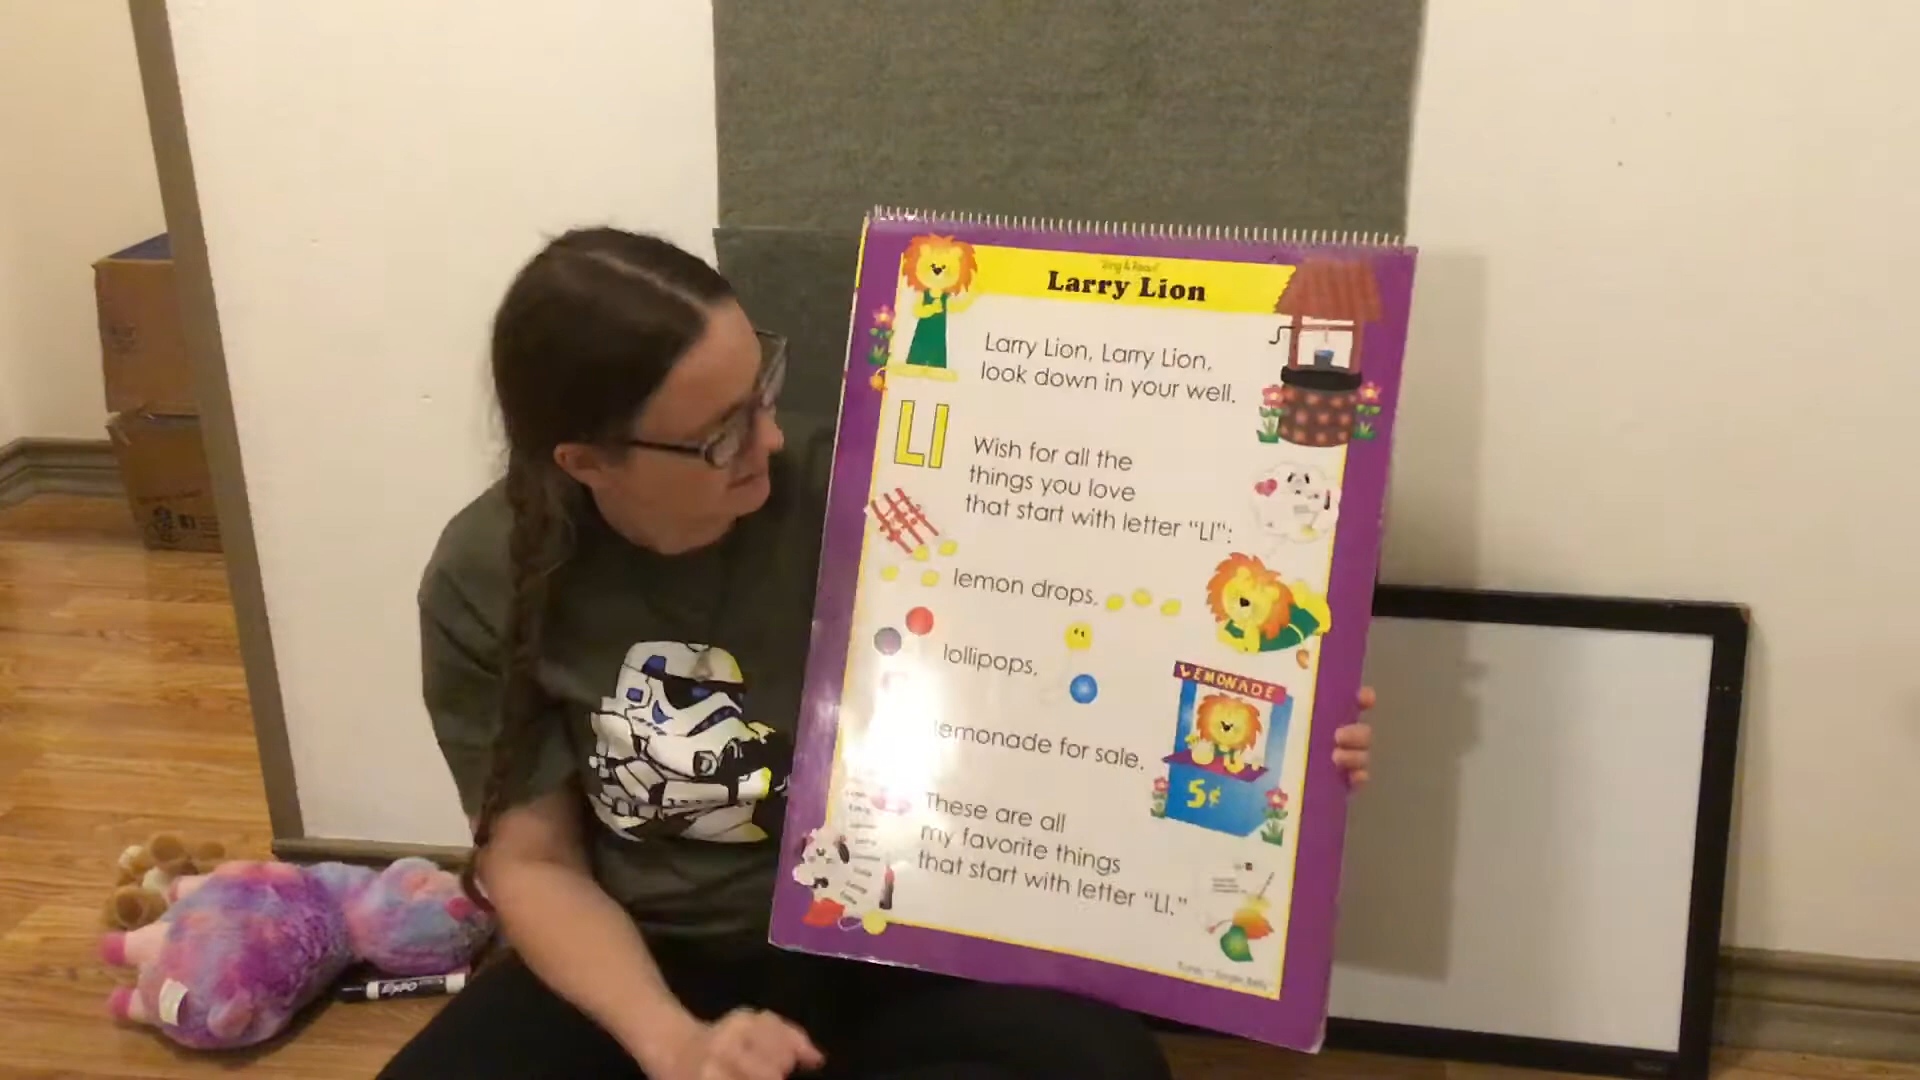 Sing & Read
Larry Lion
Larry Lion, Larry Lion,
look down in your well.
Ll
Wish for all the
things you love
that start with letter "Ll":
lemon drops,
lollipops,
LEMONADE
lemonade for sale.
5¢
These are all
my favorite things
that start with letter "Ll."
EXPO